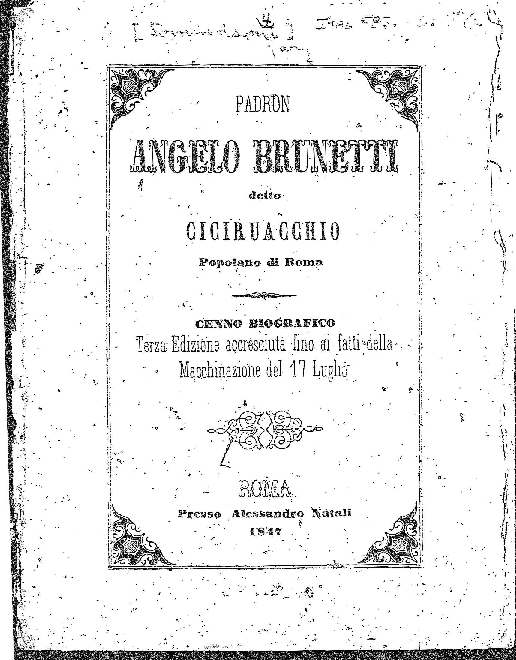 PADRON
ANGELO BRUNETTI
detto
CICIRUACCHIO
Popolano di Roma
CENNO BIOGRAFICO
Terza Edizione accresciuta fino ai fatti della
Macchinazione del 17 Luglio
ROMA
Presso Alessandro Natali
1847